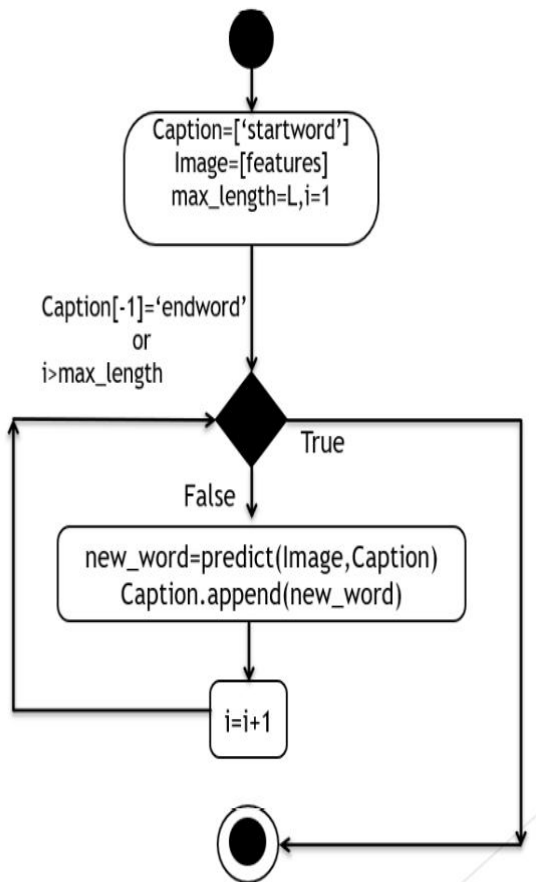 Caption=[‘startword’]
Image=[features]
max_length=L,i=1
Caption[-1]=‘endword’
or
i>max_length
True
False
new_word=predict(Image,Caption)
Caption.append(new_word)
i=i+1